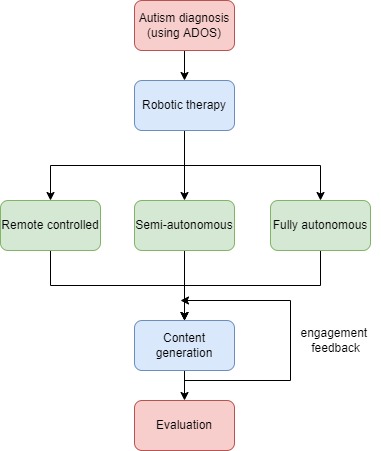 Autism diagnosis
(using ADOS)
Robotic therapy
Remote controlled
Semi-autonomous
Fully autonomous
Content
generation
engagement
feedback
Evaluation